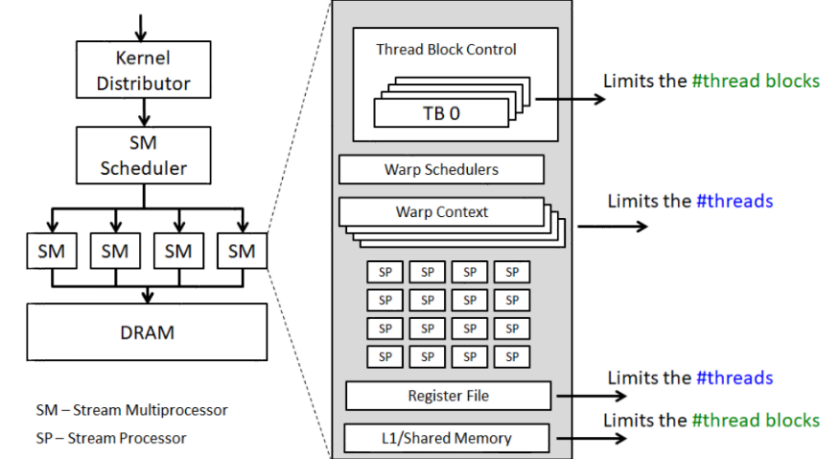 Kernel
Distributor
SM
Scheduler
SM SM SM SM
DRAM
SM – Stream Multiprocessor
SP – Stream Processor
Thread Block Control
TB 0
Limits the #thread blocks
Warp Schedulers
Warp Context
Limits the #threads
SP SP SP SP
SP SP SP SP
SP SP SP SP
SP SP SP SP
Register File
Limits the #threads
L1/Shared Memory
Limits the #thread blocks